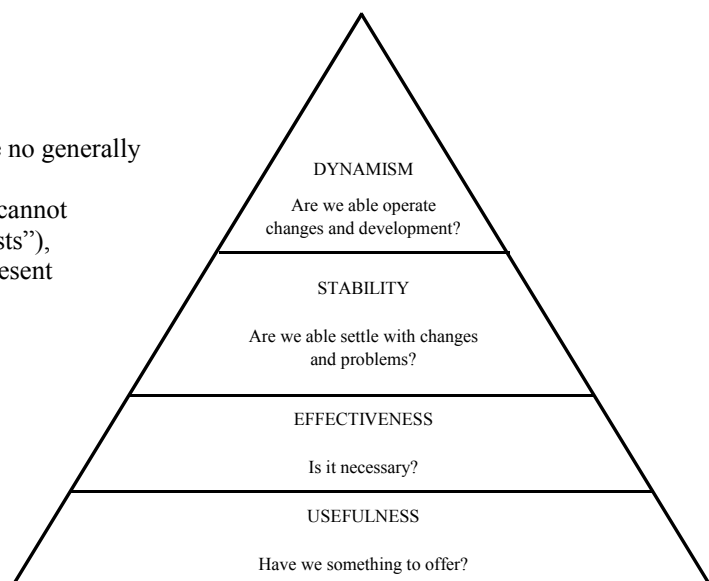 e no generally
cannot
sts”),
esent
DYNAMISM
Are we able operate
changes and development?
STABILITY
Are we able settle with changes
and problems?
EFFECTIVENESS
Is it necessary?
USEFULNESS
Have we something to offer?